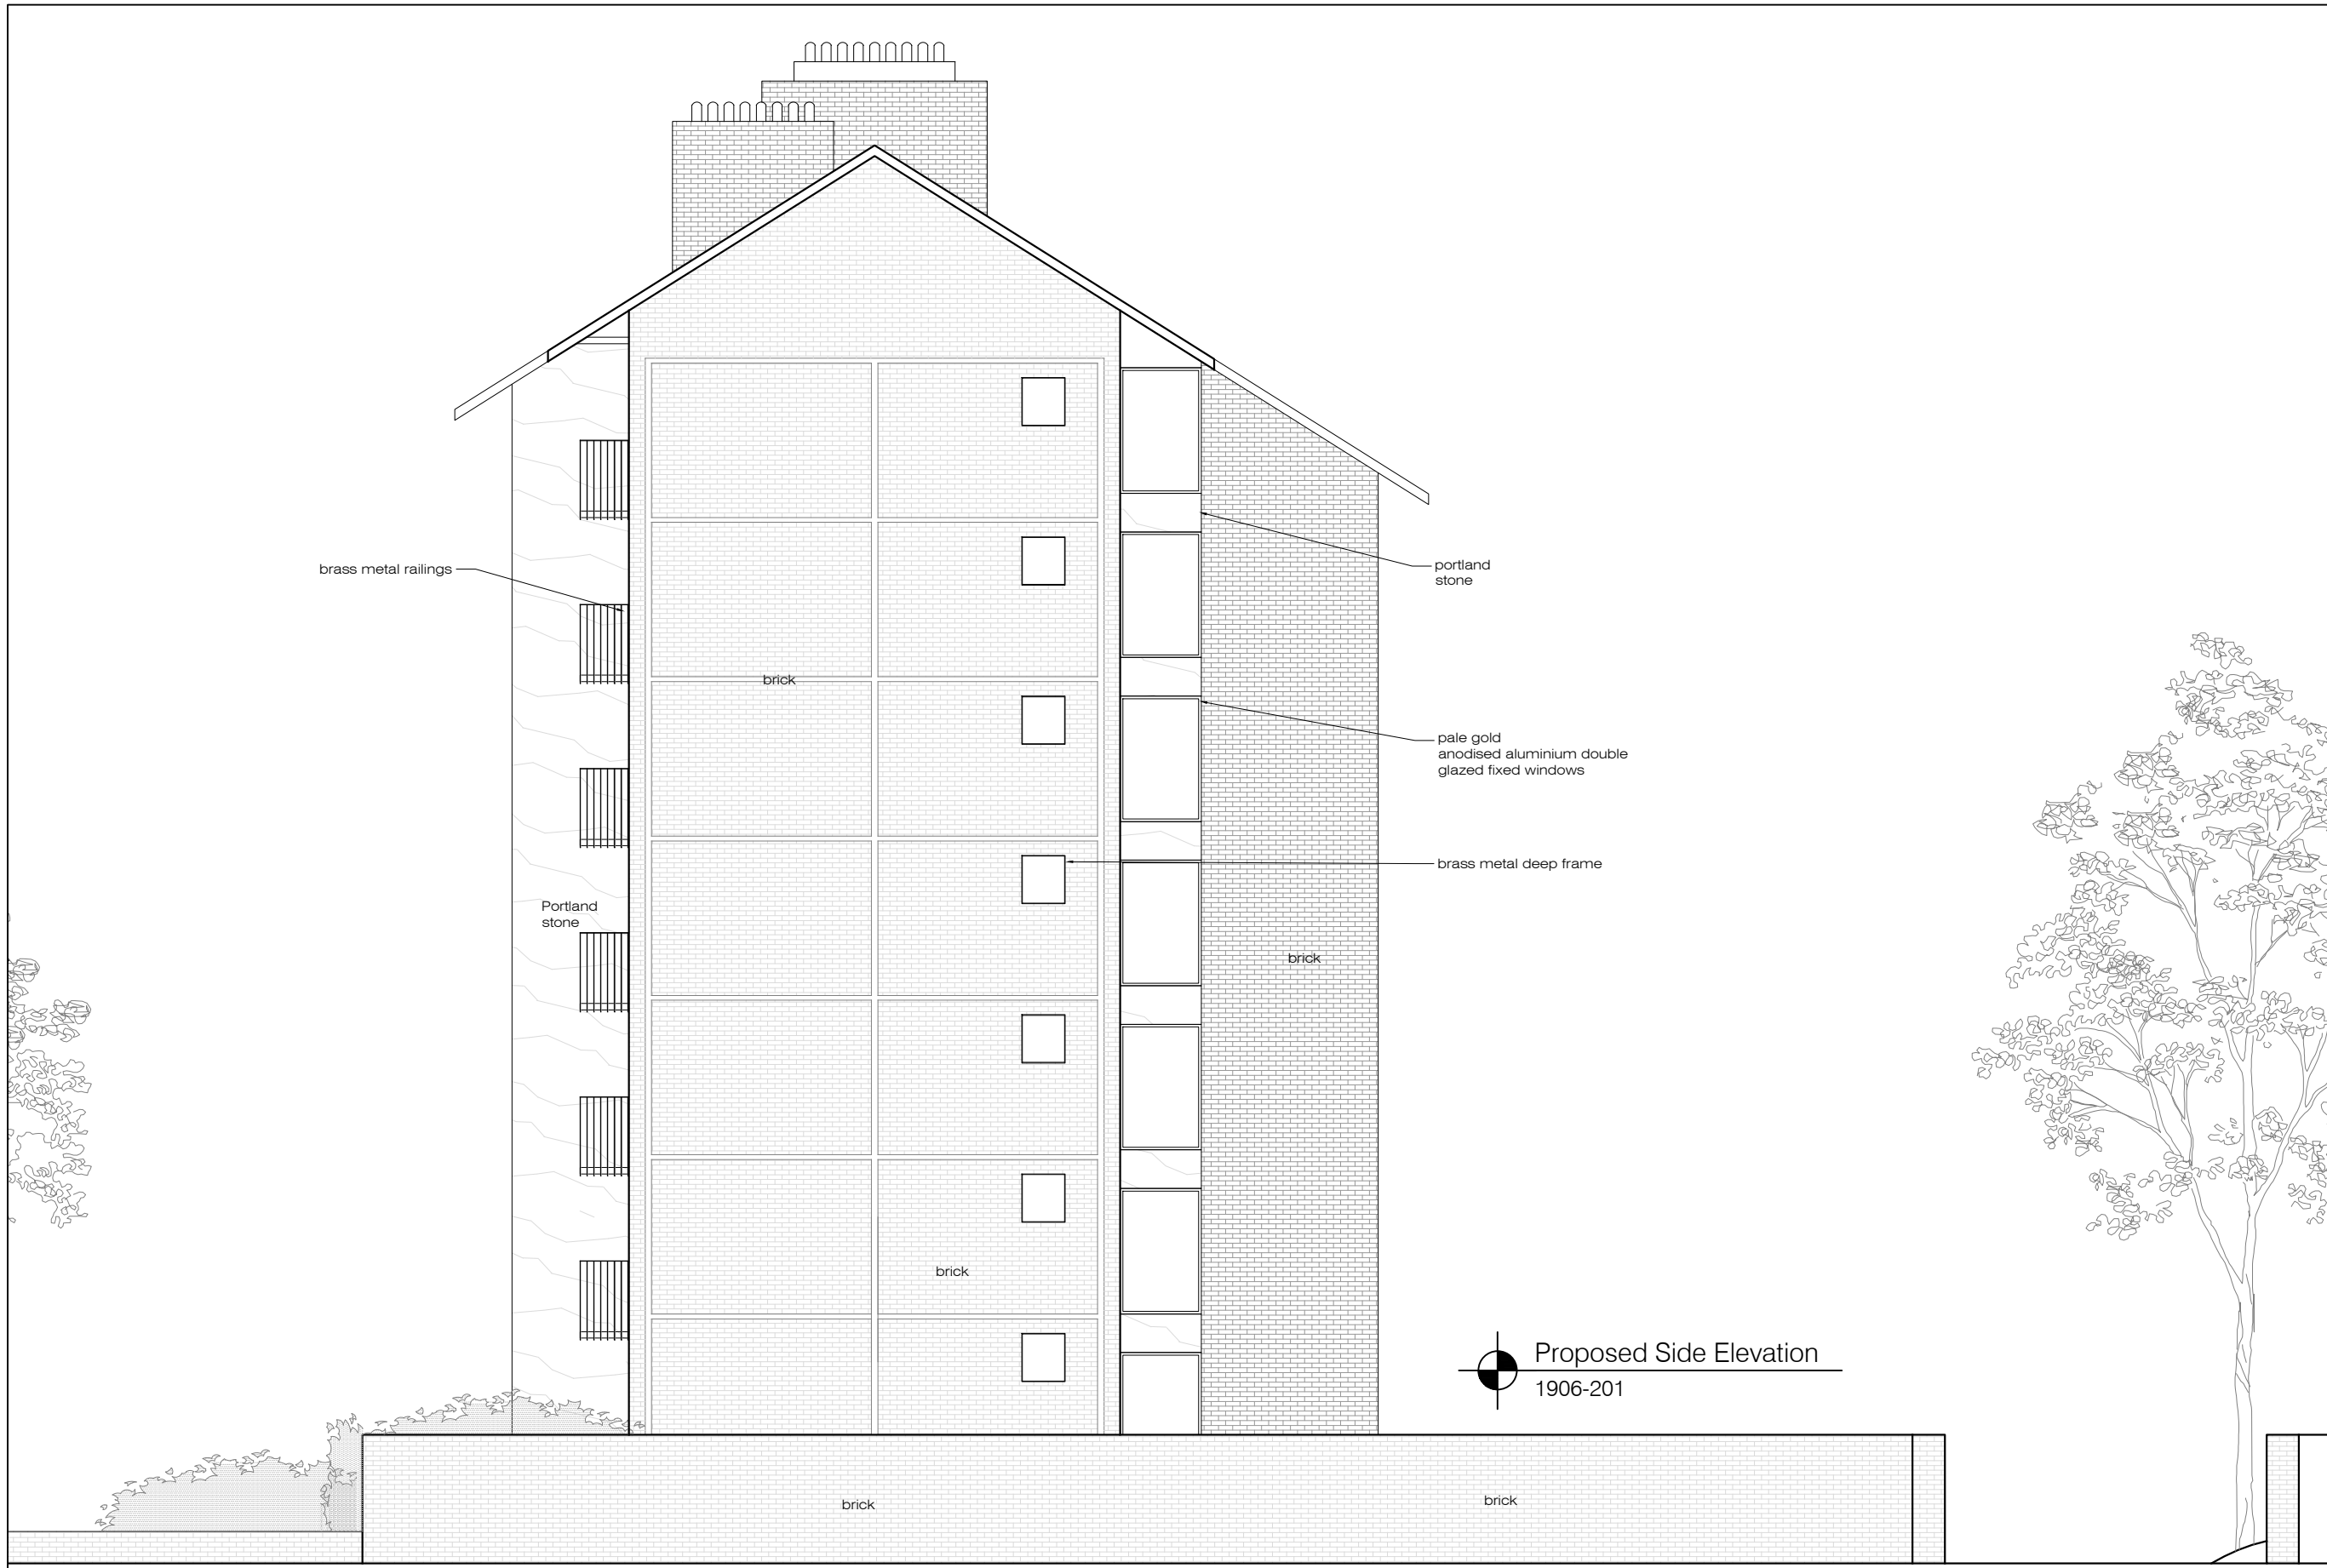 brass metal railings
portland
stone
brick
pale gold
anodised aluminium double
glazed fixed windows
brass metal deep frame
Portland
stone
brick
brick
Proposed Side Elevation
1906-201
brick
brick